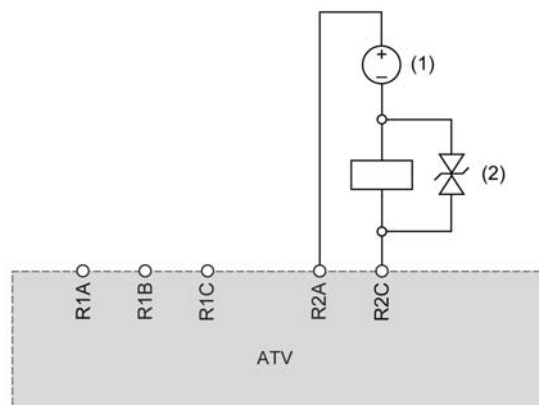 +
−
(1)
(2)
R1A
R1B
R1C
R2A
R2C
ATV